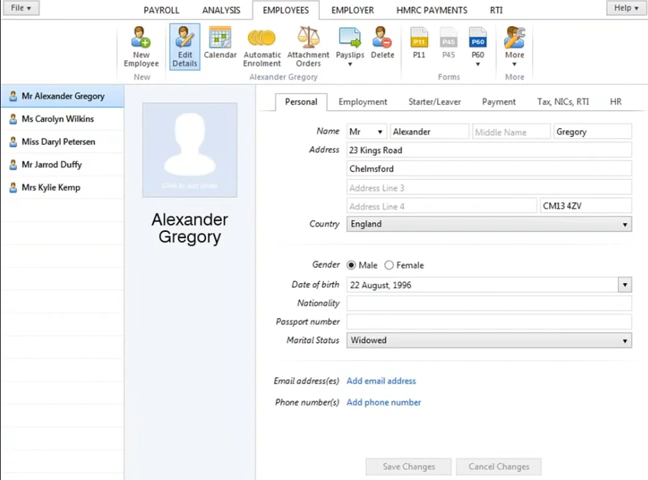 File
PAYROLL ANALYSIS EMPLOYEES EMPLOYER HMRC PAYMENTS RTI
Help
New Employee
Edit Details
Calendar
Automatic Enrolment
Attachment Orders
Payslips
Delete
P11
P45
P60
More
New
Alexander Gregory
Forms
More
Mr Alexander Gregory
Ms Carolyn Wilkins
Miss Daryl Petersen
Mr Jarrod Duffy
Mrs Kylie Kemp
Alexander
Gregory
Personal Employment Starter/Leaver Payment Tax, NICs, RTI HR
Name Mr Alexander Middle Name Gregory
Address 23 Kings Road
Chelmsford
Address Line 3
Address Line 4 CM13 4ZV
Country England
Gender Male Female
Date of birth 22 August, 1996
Nationality
Passport number
Marital Status Widowed
Email address(es) Add email address
Phone number(s) Add phone number
Save Changes Cancel Changes